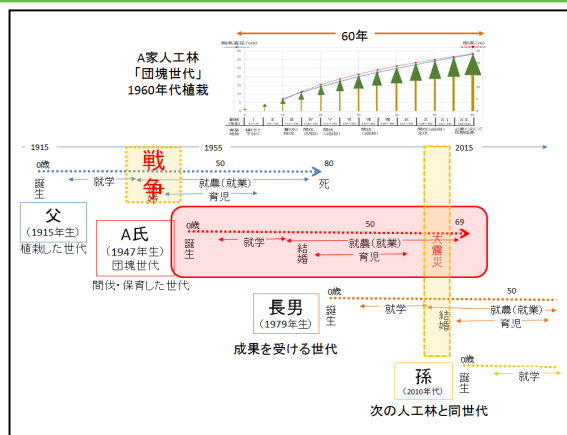 60年
A家人工林
「団塊世代」
1960年代植栽
1915
1955
2015
0歳
50
80
誕生
就学
戦争
就農(就業)
育児
死
父
(1915年生)
植栽した世代
A氏
(1947年生)
団塊世代
間伐・保育した世代
0歳
50
69
誕生
就学
結婚
就農(就業)
育児
大震災
長男
(1979年生)
成果を受ける世代
0歳
50
誕生
就学
結婚
就農(就業)
育児
孫
(2010年代)
次の人工林と同世代
0歳
誕生
就学